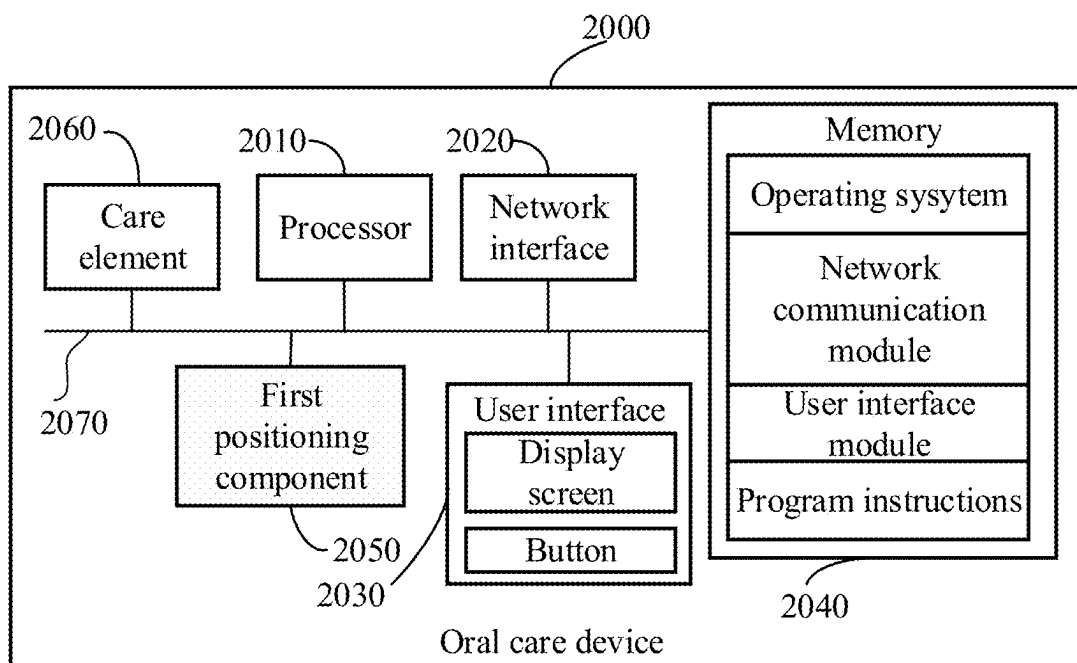 2000
2060
2010
2020
Care
element
Processor
Network
interface
Memory
Operating sysytem
Network
communication
module
User interface
module
Program instructions
2070
First
positioning
component
User interface
Display
screen
Button
2050
2030
2040
Oral care device